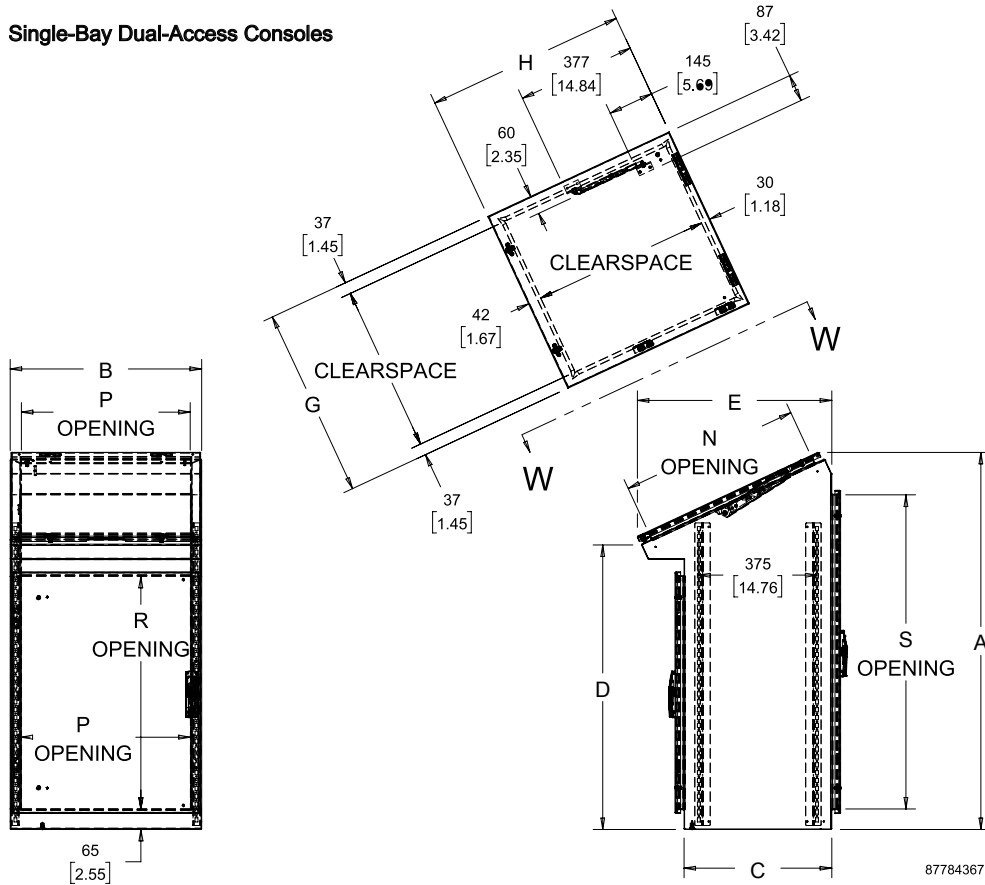 Single-Bay Dual-Access Consoles
87
[3.42]
H
377
[14.84]
145
60
[2.35]
30
[1.18]
37
[1.45]
CLEARSPACE
42
[1.67]
W
CLEARSPACE
G
B
P
OPENING
E
N
OPENING
W
37
[1.45]
375
[14.76]
R
OPENING
S
OPENING
A
D
P
OPENING
65
[2.55]
C
87784367